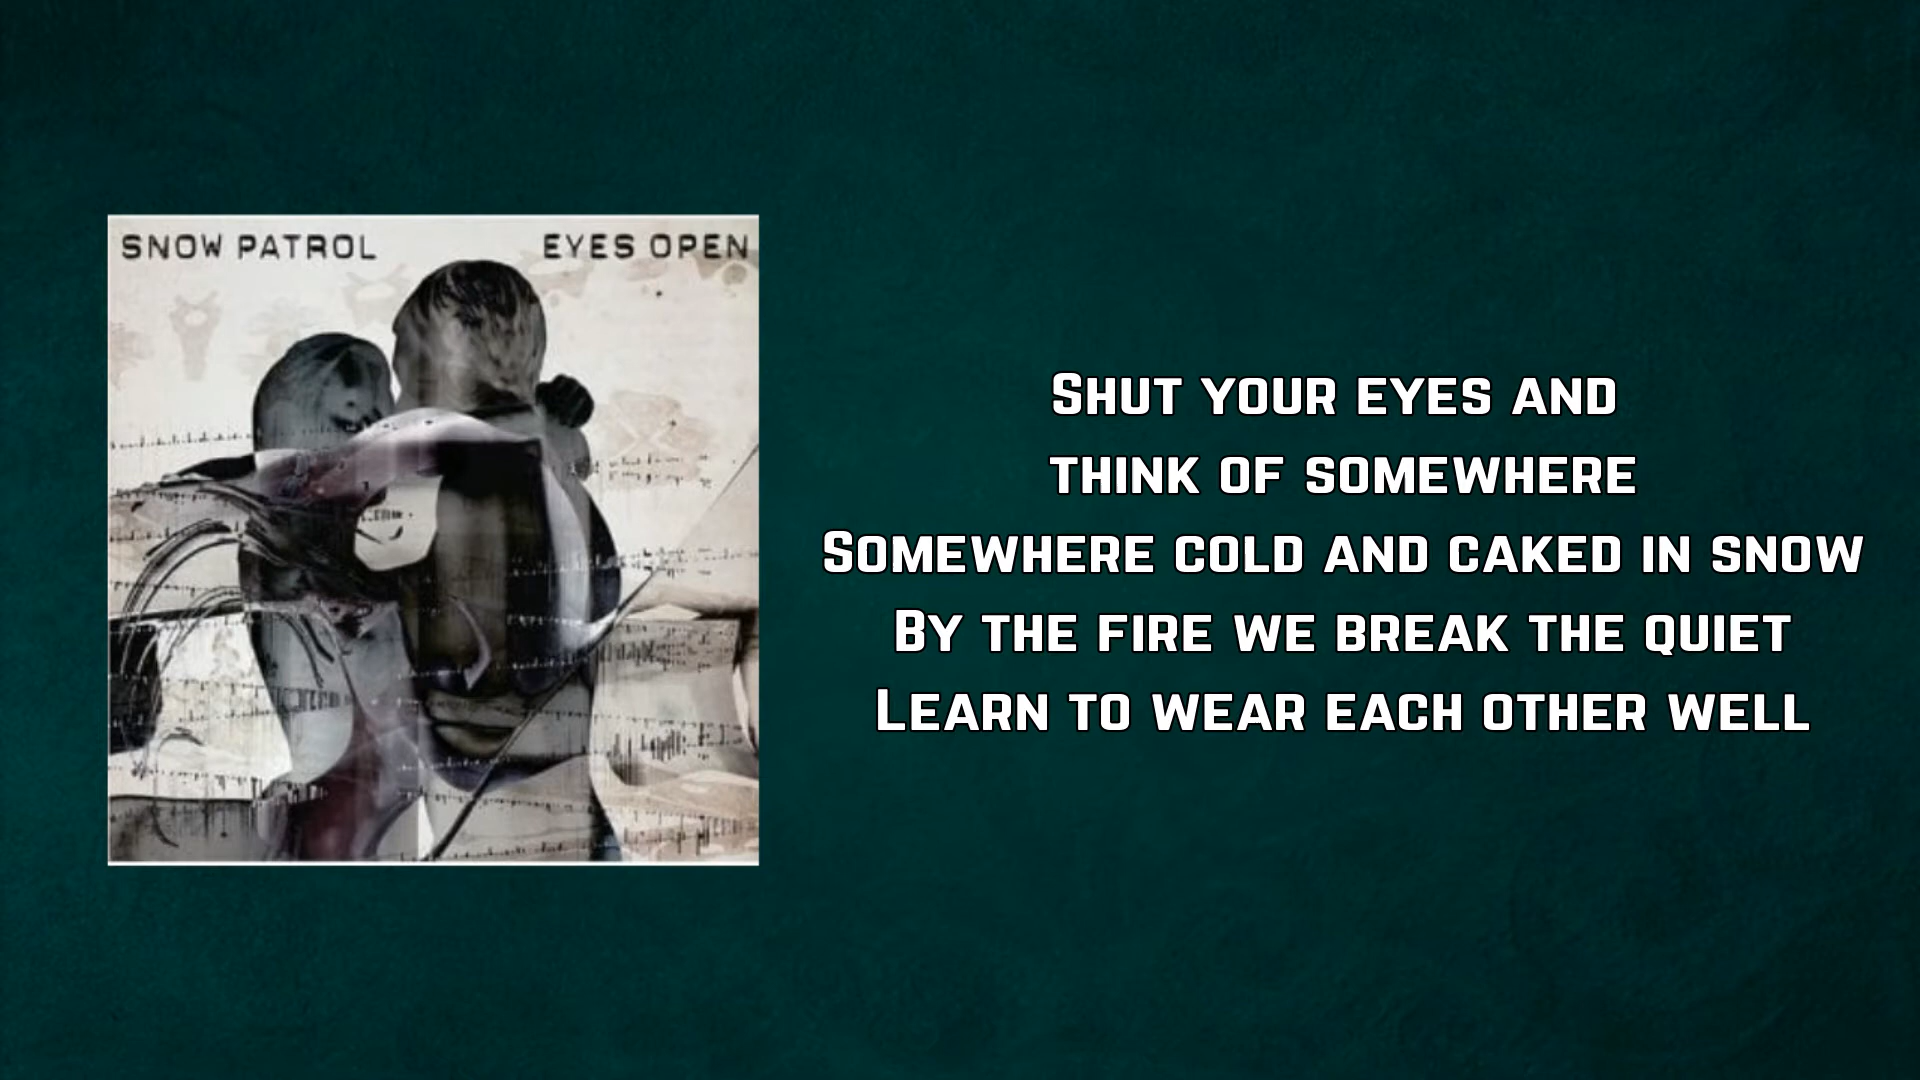 SNOW PATROL EYES OPEN
Shut your eyes and
think of somewhere
Somewhere cold and caked in snow
By the fire we break the quiet
Learn to wear each other well